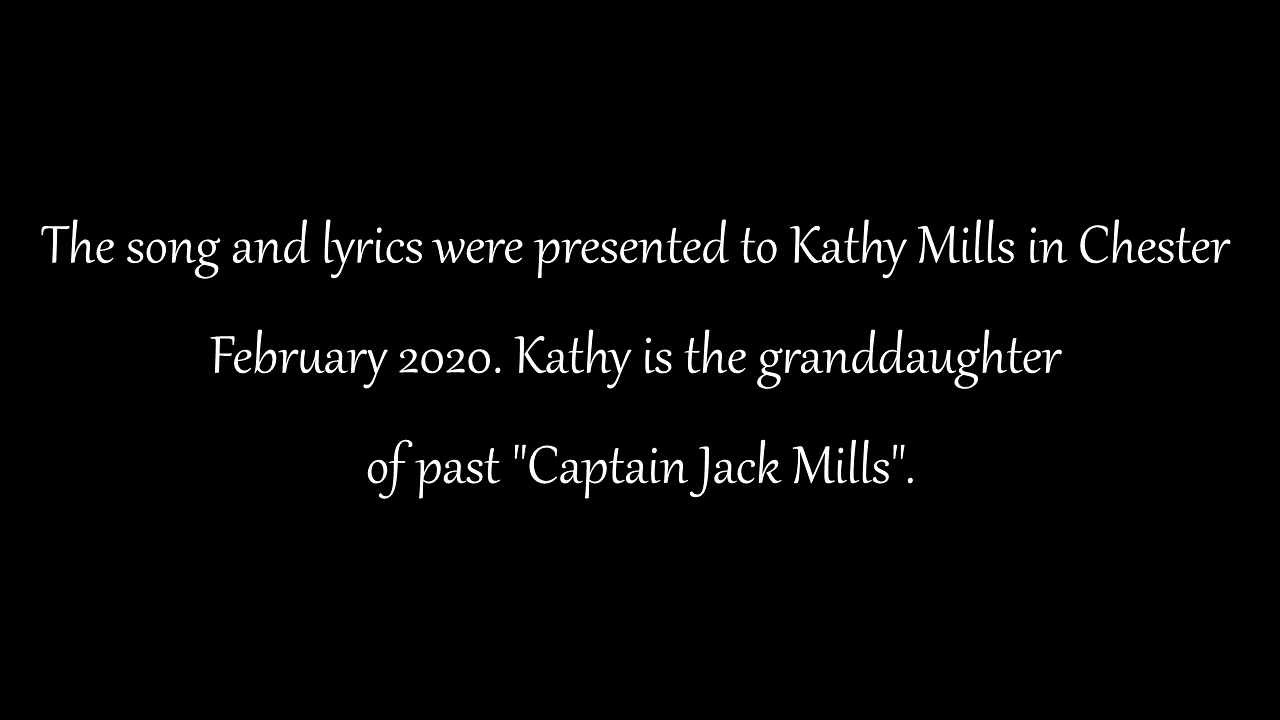 The song and lyrics were presented to Kathy Mills in Chester
February 2020. Kathy is the granddaughter
of past "Captain Jack Mills".